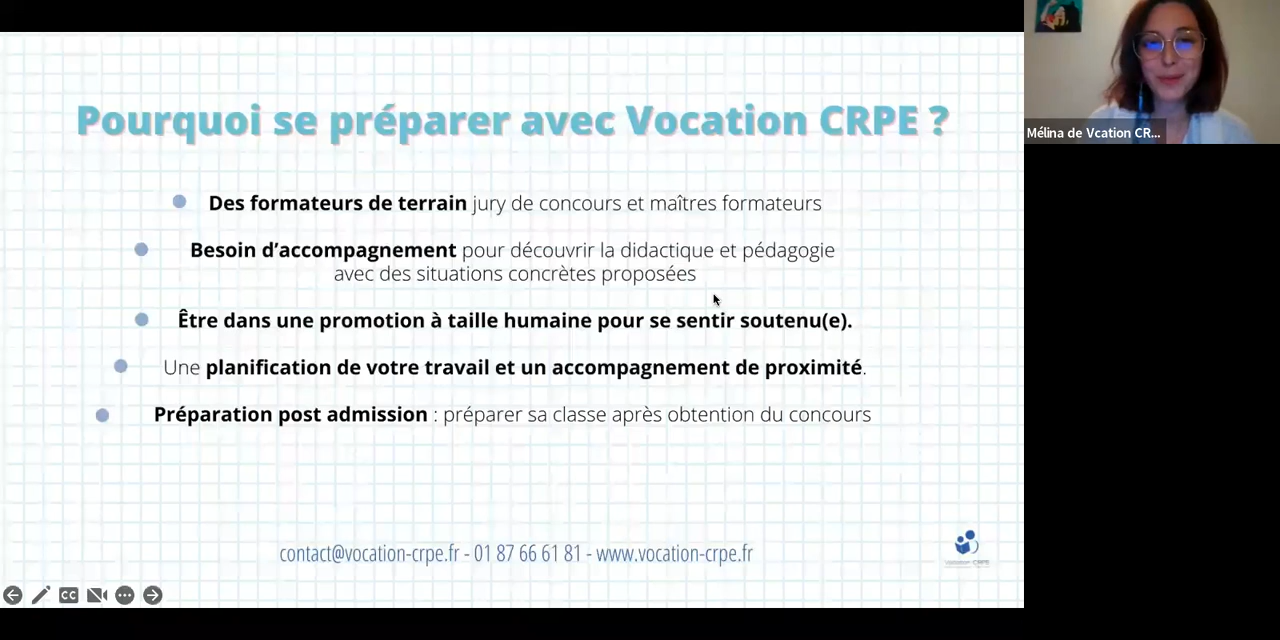 Pourquoi se préparer avec Vocation CRPE ?
Mélina de Vcation CR...
Des formateurs de terrain jury de concours et maîtres formateurs
Besoin d'accompagnement pour découvrir la didactique et pédagogie
avec des situations concrètes proposées
Être dans une promotion à taille humaine pour se sentir soutenu(e).
Une planification de votre travail et un accompagnement de proximité.
Préparation post admission : préparer sa classe après obtention du concours
contact@vocation-crpe.fr - 01 87 66 61 81 - www.vocation-crpe.fr
Vocation CRPE
CC